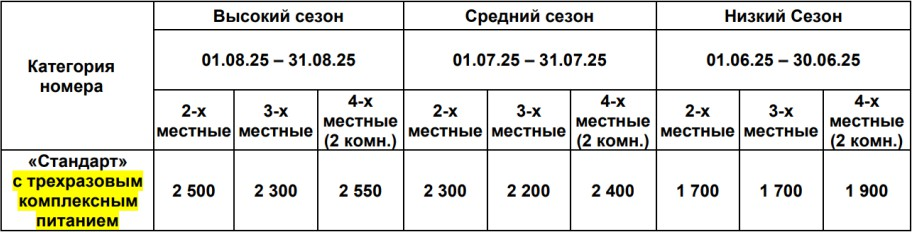 Категория
номера
Высокий сезон
Средний сезон
Низкий Сезон
01.08.25 – 31.08.25
01.07.25 – 31.07.25
01.06.25 – 30.06.25
2-х
местные
3-х
местные
4-х
местные
(2 комн.)
2-х
местные
3-х
местные
4-х
местные
(2 комн.)
2-х
местные
3-х
местные
4-х
местные
(2 комн.)
«Стандарт»
с трехразовым
комплексным
питанием
2 500
2 300
2 550
2 300
2 200
2 400
1 700
1 700
1 900